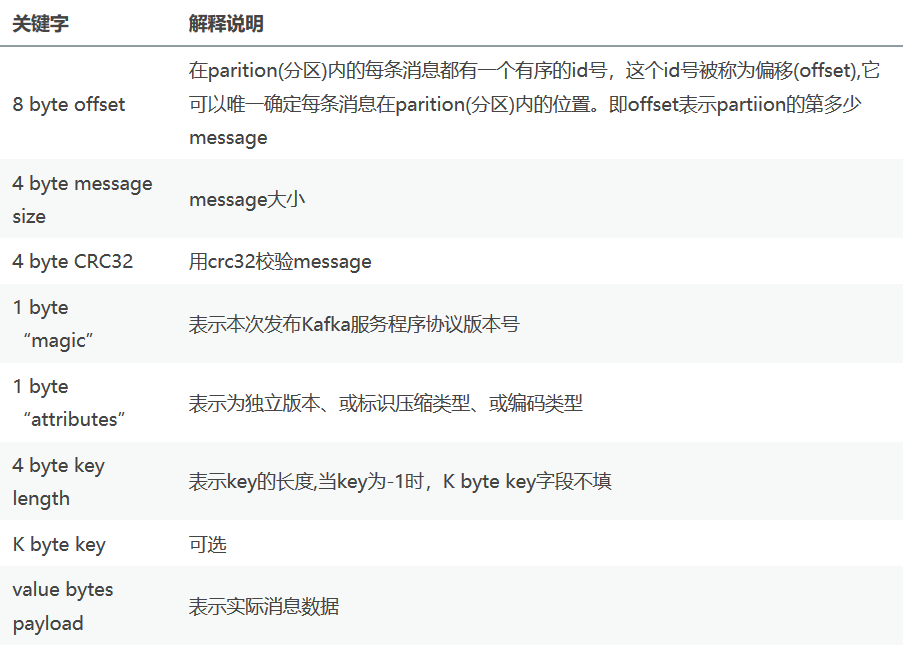 关键字 解释说明
8 byte offset
在parition(分区)内的每条消息都有一个有序的id号，这个id号被称为偏移(offset),它
可以唯一确定每条消息在parition(分区)内的位置。即offset表示partiion的第多少
message
4 byte message
size
message大小
4 byte CRC32 用crc32校验message
1 byte
“magic”
表示本次发布Kafka服务程序协议版本号
1 byte
“attributes”
表示为独立版本、或标识压缩类型、或编码类型
4 byte key
length
表示key的长度,当key为-1时，K byte key字段不填
K byte key 可选
value bytes
payload
表示实际消息数据